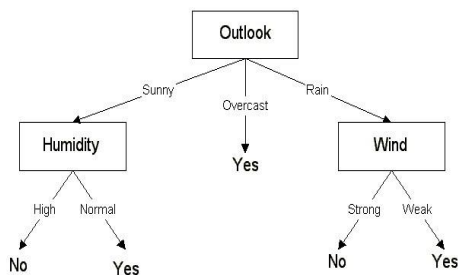 Outlook
Sunny
Overcast
Rain
Humidity
Yes
Wind
High
Normal
Strong
Weak
No
Yes
No
Yes